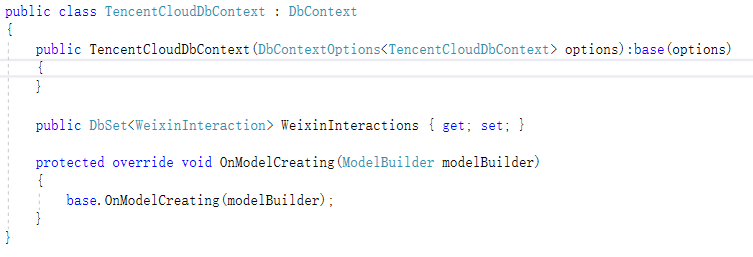 public class TencentCloudDbContext : DbContext
{
public TencentCloudDbContext(DbContextOptions<TencentCloudDbContext> options):base(options)
{
}
public DbSet<WeixinInteraction> WeixinInteractions { get; set; }
protected override void OnModelCreating(ModelBuilder modelBuilder)
{
base.OnModelCreating(modelBuilder);
}
}